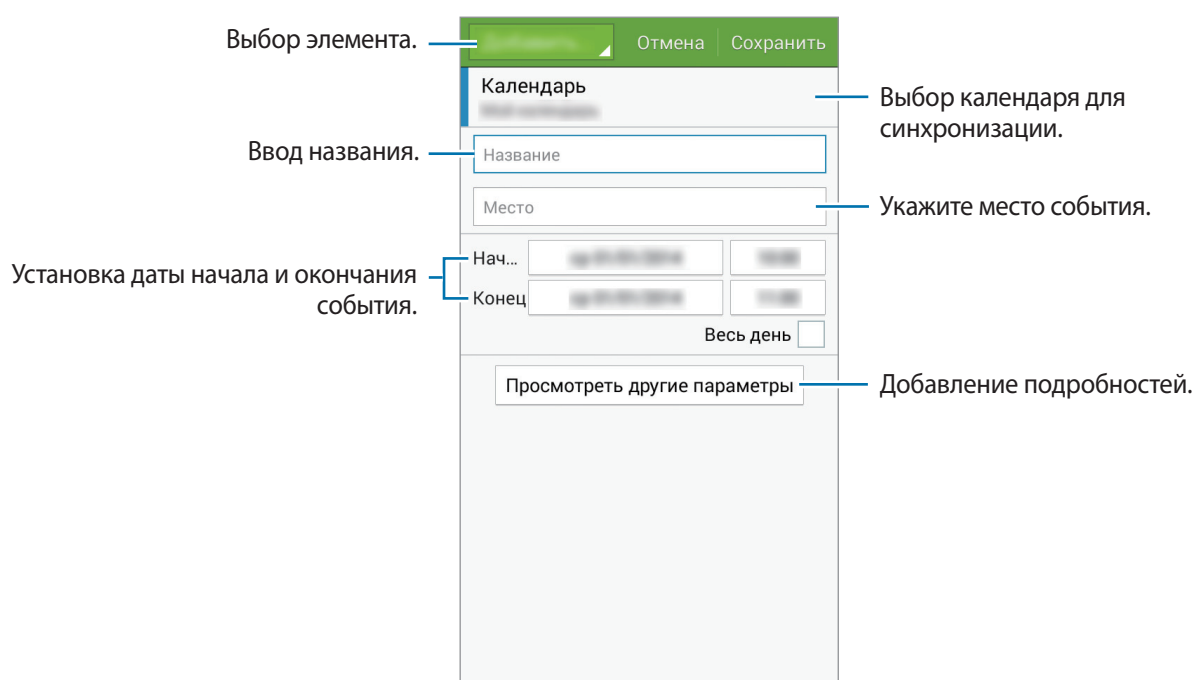 Выбор элемента.
Отмена
Сохранить
Календарь
Выбор календаря для
синхронизации.
Ввод названия.
Название
Место
Укажите место события.
Установка даты начала и окончания
события.
Нач...
Конец
Весь день
Просмотреть другие параметры
Добавление подробностей.